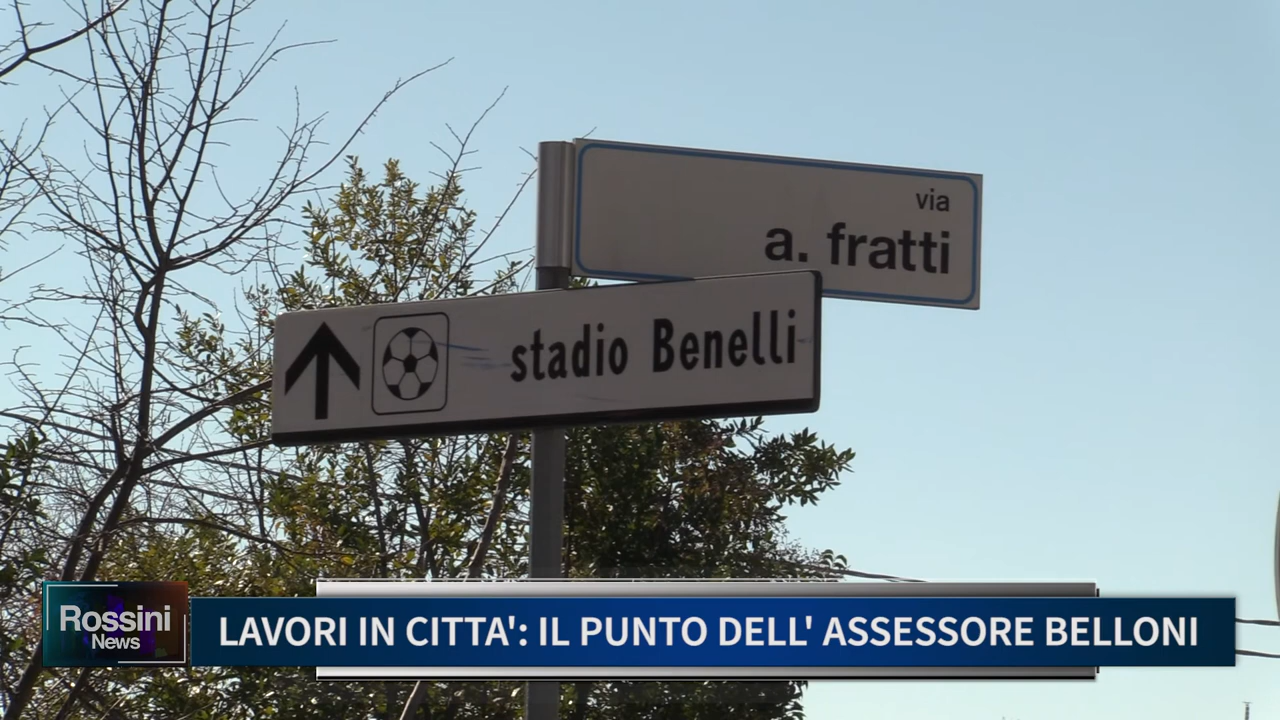 via
a. fratti
stadio Benelli
Rossini
News
LAVORI IN CITTA': IL PUNTO DELL' ASSESSORE BELLONI